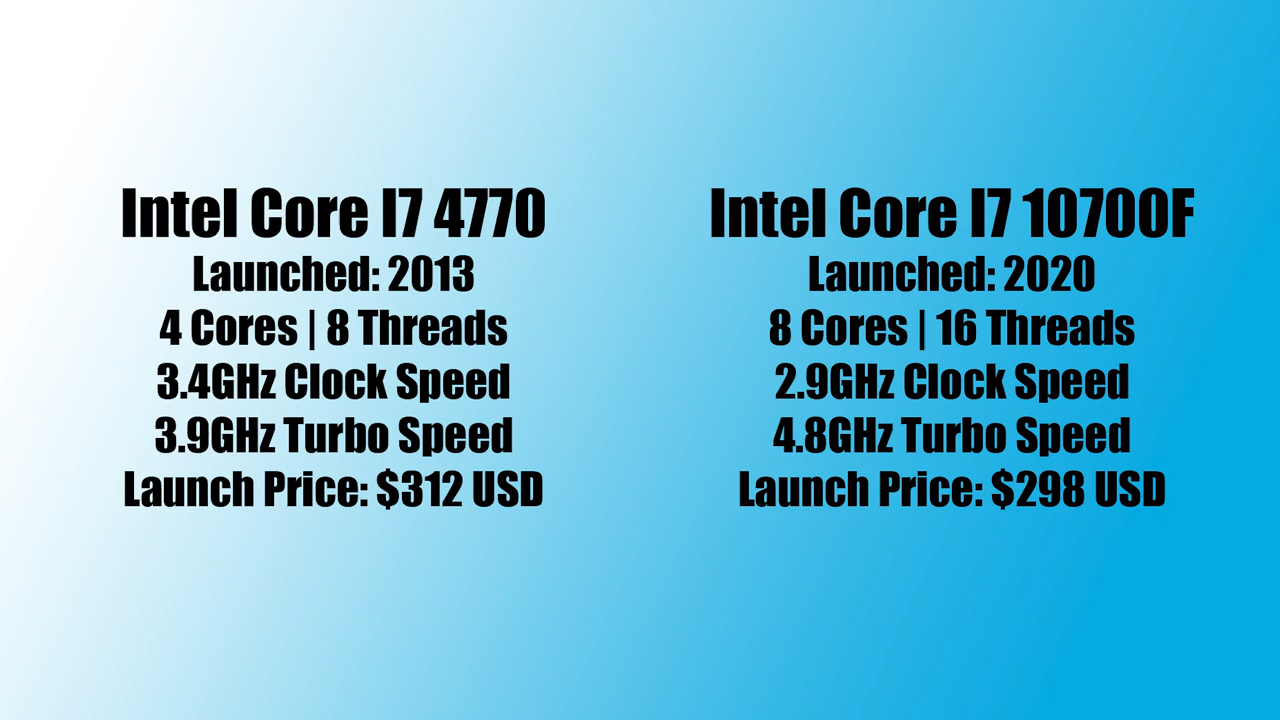 Intel Core I7 4770
Launched: 2013
4 Cores | 8 Threads
3.4GHz Clock Speed
3.9GHz Turbo Speed
Launch Price: $312 USD
Intel Core I7 10700F
Launched: 2020
8 Cores | 16 Threads
2.9GHz Clock Speed
4.8GHz Turbo Speed
Launch Price: $298 USD